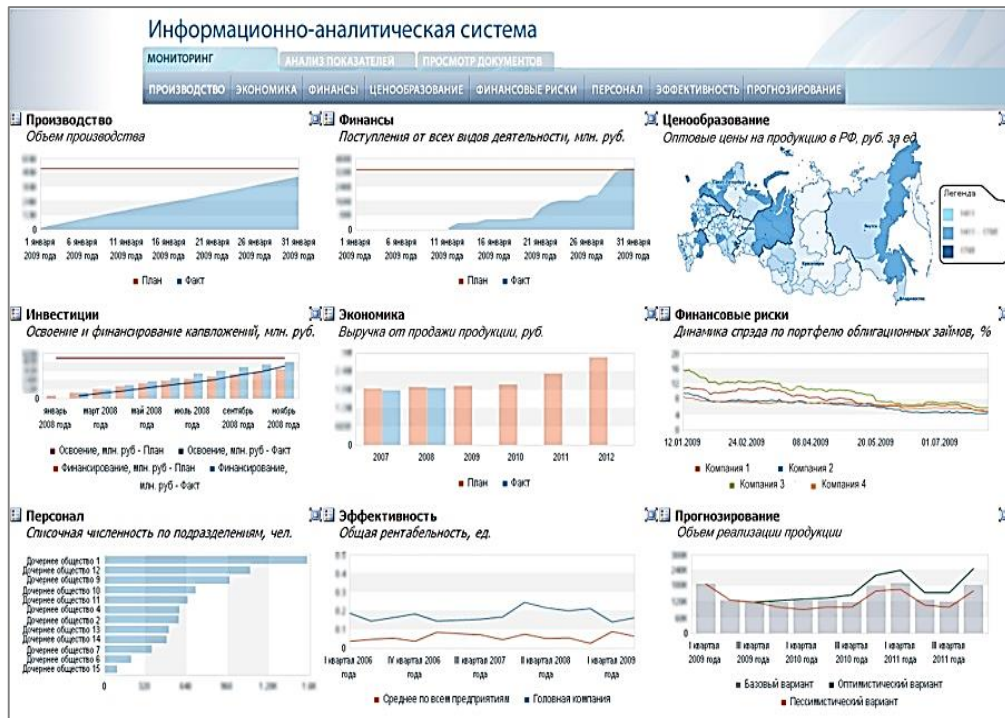 Информационно-аналитическая система
МОНИТОРИНГ АНАЛИЗ ПОКАЗАТЕЛЕЙ ПРОСМОТР ДОКУМЕНТОВ
ПРОИЗВОДСТВО ЭКОНОМИКА ФИНАНСЫ ЦЕНООБРАЗОВАНИЕ ФИНАНСОВЫЕ РИСКИ ПЕРСОНАЛ ЭФФЕКТИВНОСТЬ ПРОГНОЗИРОВАНИЕ
Производство
Объем производства
1 января 6 января 11 января 16 января 21 января 26 января 31 января
2009 года 2009 года 2009 года 2009 года 2009 года 2009 года 2009 года
План Факт
Финансы
Поступления от всех видов деятельности, млн. руб.
1 января 6 января 11 января 16 января 21 января 26 января 31 января
2009 года 2009 года 2009 года 2009 года 2009 года 2009 года 2009 года
План Факт
Ценообразование
Оптовые цены на продукцию в РФ, руб. за ед.
Легенда
Инвестиции
Освоение и финансирование капвложений, млн. руб.
январь март 2008 май 2008 июль 2008 сентябрь ноябрь
2008 года года года года 2008 года 2008 года
Освоение, млн. руб - План Освоение, млн. руб - Факт
Финансирование, млн. руб - План Финансирование,
млн. руб - Факт
Экономика
Выручка от продажи продукции, руб.
0
2007 2008 2009 2010 2011 2012
План Факт
Финансовые риски
Динамика спрэда по портфелю облигационных займов, %
20
16
12
8
4
0
12.01.2009 24.02.2009 08.04.2009 20.05.2009 01.07.2009
Компания 1 Компания 2
Компания 3 Компания 4
Персонал
Списочная численность по подразделениям, чел.
Дочернее общество 1
Дочернее общество 12
Дочернее общество 9
Дочернее общество 10
Дочернее общество 11
Дочернее общество 4
Дочернее общество 2
Дочернее общество 13
Дочернее общество 14
Дочернее общество 7
Дочернее общество 6
Дочернее общество 15
Эффективность
Общая рентабельность, ед.
0.2
0.1
0
I квартал 2006 IV квартал 2006 III квартал 2007 II квартал 2008 I квартал 2009
года года года года года
Среднее по всем предприятиям Головная компания
Прогнозирование
Объем реализации продукции
0
I квартал III квартал I квартал III квартал I квартал III квартал
2009 года 2009 года 2010 года 2010 года 2011 года 2011 года
Базовый вариант Оптимистический вариант
Пессимистический вариант